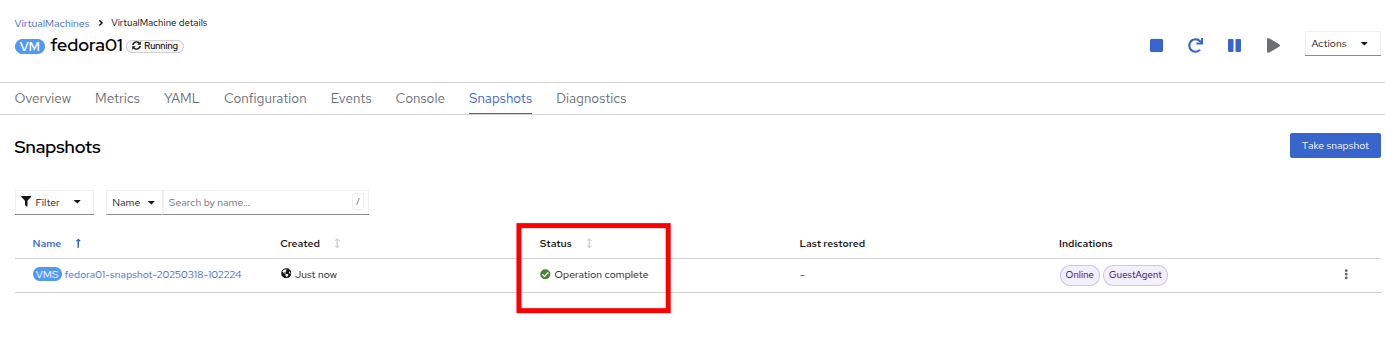 VirtualMachines > VirtualMachine details
VM fedora01 Running
Actions
Overview Metrics YAML Configuration Events Console Snapshots Diagnostics
Snapshots
Take snapshot
Filter Name Search by name... /
Name Created Status Last restored Indications
VMS fedora01-snapshot-20250318-102224 Just now Operation complete - Online GuestAgent